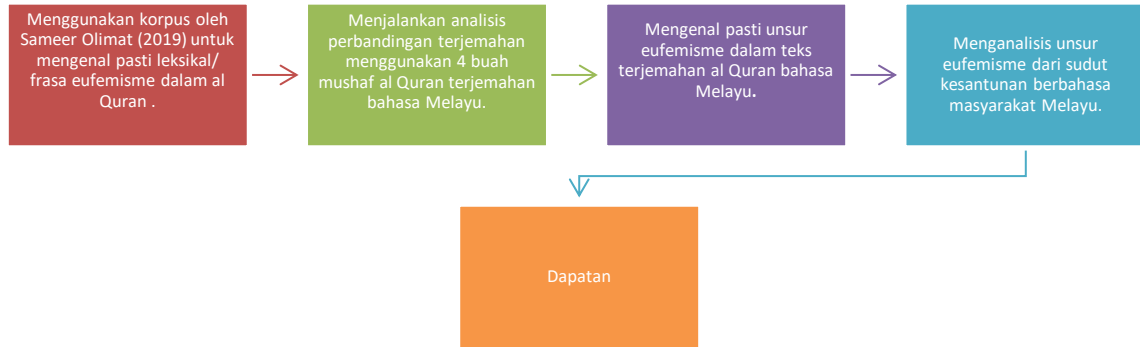 Menggunakan korpus oleh
Sameer Olimat (2019) untuk
mengenal pasti leksikal/
frasa eufemisme dalam al
Quran .
Menjalankan analisis
perbandingan terjemahan
menggunakan 4 buah
mushaf al Quran terjemahan
bahasa Melayu.
Mengenal pasti unsur
eufemisme dalam teks
terjemahan al Quran bahasa
Melayu.
Menganalisis unsur
eufemisme dari sudut
kesantunan berbahasa
masyarakat Melayu.
Dapatan